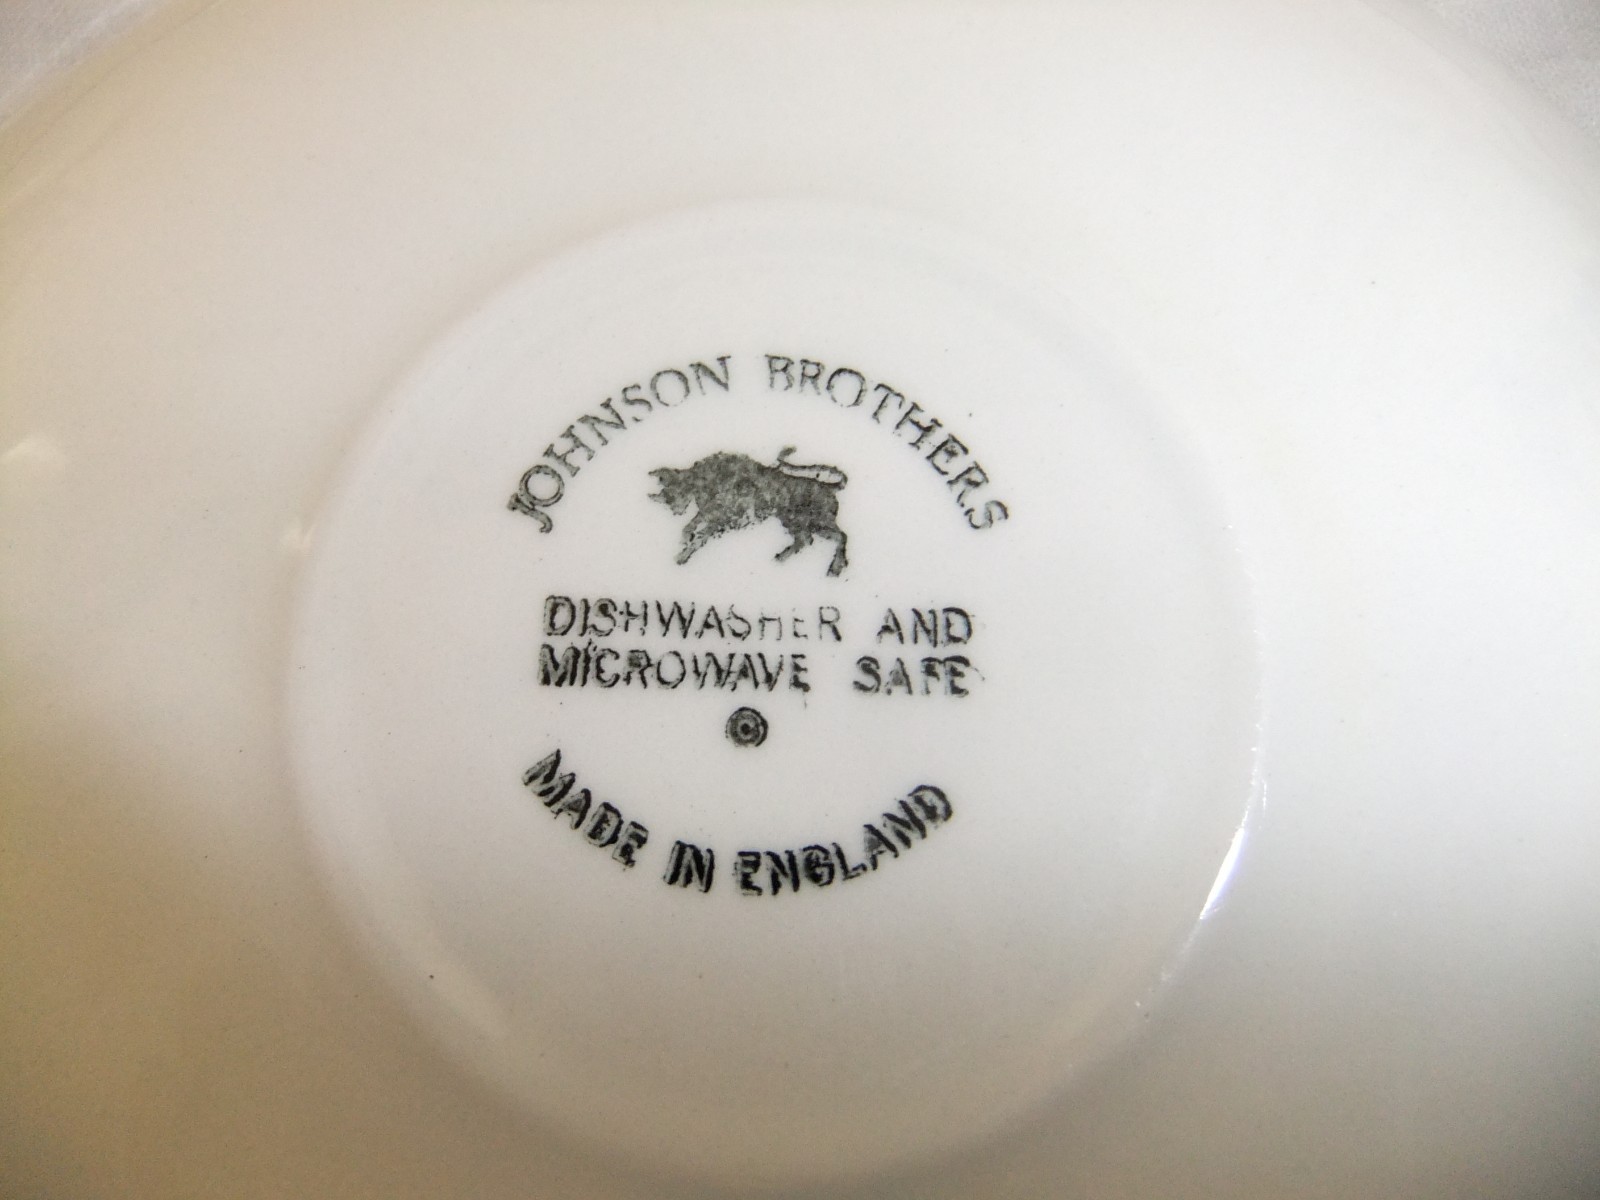 JOHNSON BROTHERS
DISHWASHER AND
MICROWAVE SAFE
©
MADE IN ENGLAND